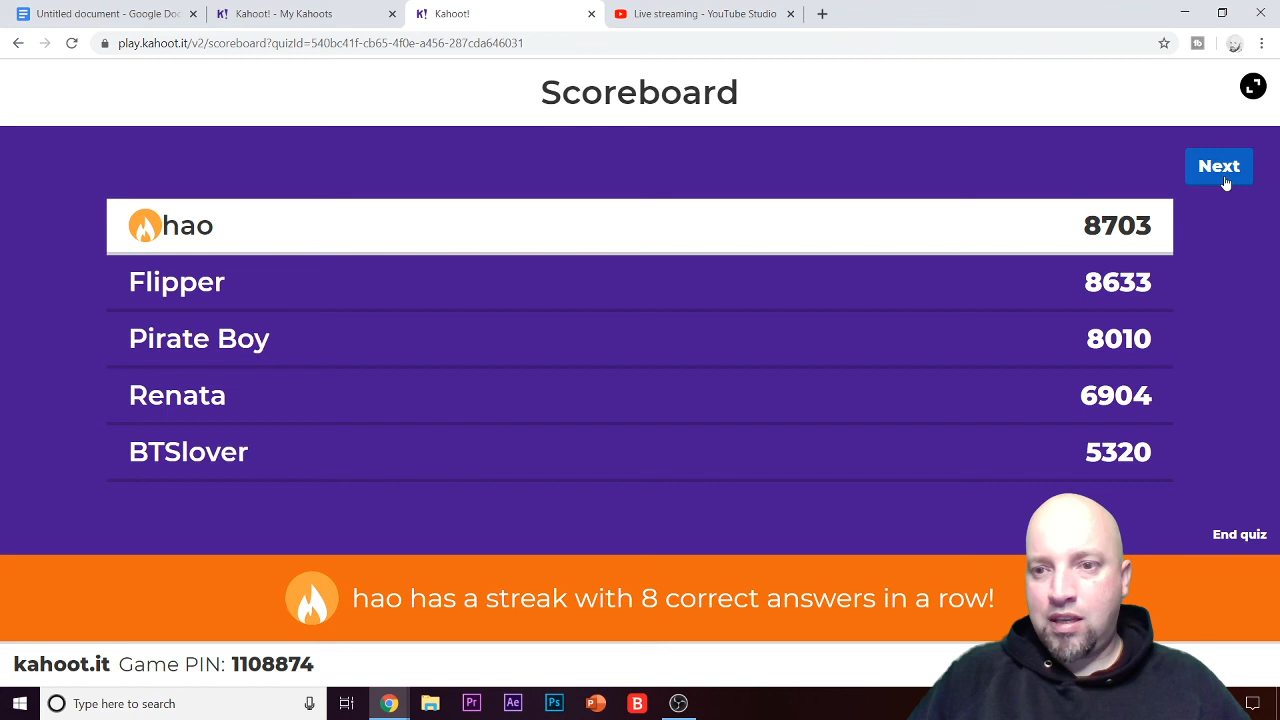 Untitled document - Google Doc
Kahoot! - My Kahoots
Kahoot!
Live streaming - YouTube Studio
play.kahoot.it/v2/scoreboard?quizId=540bc41f-cb65-4f0e-a456-287cda646031
Scoreboard
Next
hao 8703
Flipper 8633
Pirate Boy 8010
Renata 6904
BTSlover 5320
End quiz
hao has a streak with 8 correct answers in a row!
kahoot.it Game PIN: 1108874
Type here to search